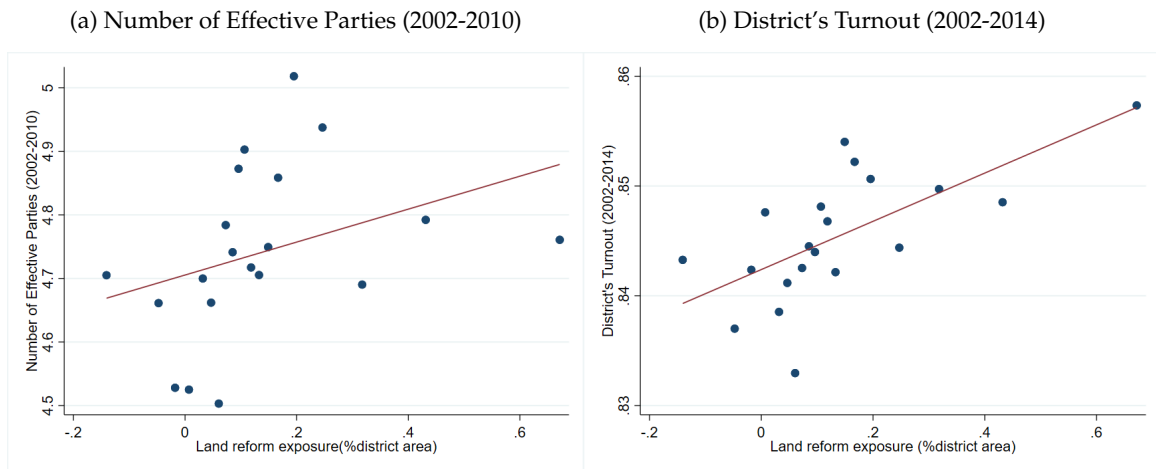 (a) Number of Effective Parties (2002-2010)
Number of Effective Parties (2002-2010)
5
4.9
4.8
4.7
4.6
4.5
-.2 0 .2 .4 .6
Land reform exposure(%district area)
(b) District's Turnout (2002-2014)
District's Turnout (2002-2014)
.86
.85
.84
.83
-.2 0 .2 .4 .6
Land reform exposure (%district area)